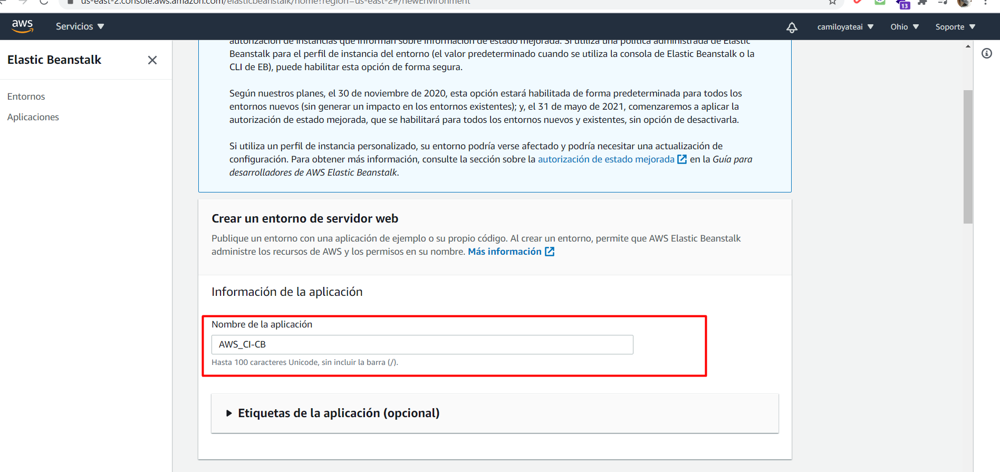 us-east-2.console.aws.amazon.com/elasticbeanstalk/home?region=us-east-2#/newEnvironment
13
aws
Servicios
camiloyateai
Ohio
Soporte
Elastic Beanstalk
Entornos
Aplicaciones
autorización de instancias que informan sobre información de estado mejorada. Si utiliza una política administrada de Elastic
Beanstalk para el perfil de instancia del entorno (el valor predeterminado cuando se utiliza la consola de Elastic Beanstalk o la
CLI de EB), puede habilitar esta opción de forma segura.
Según nuestros planes, el 30 de noviembre de 2020, esta opción estará habilitada de forma predeterminada para todos los
entornos nuevos (sin generar un impacto en los entornos existentes); y, el 31 de mayo de 2021, comenzaremos a aplicar la
autorización de estado mejorada, que se habilitará para todos los entornos nuevos y existentes, sin opción de desactivarla.
Si utiliza un perfil de instancia personalizado, su entorno podría verse afectado y podría necesitar una actualización de
configuración. Para obtener más información, consulte la sección sobre la autorización de estado mejorada en la Guía para
desarrolladores de AWS Elastic Beanstalk.
Crear un entorno de servidor web
Publique un entorno con una aplicación de ejemplo o su propio código. Al crear un entorno, permite que AWS Elastic Beanstalk
administre los recursos de AWS y los permisos en su nombre. Más información
Información de la aplicación
Nombre de la aplicación
AWS_CI-CB
Hasta 100 caracteres Unicode, sin incluir la barra (/).
Etiquetas de la aplicación (opcional)